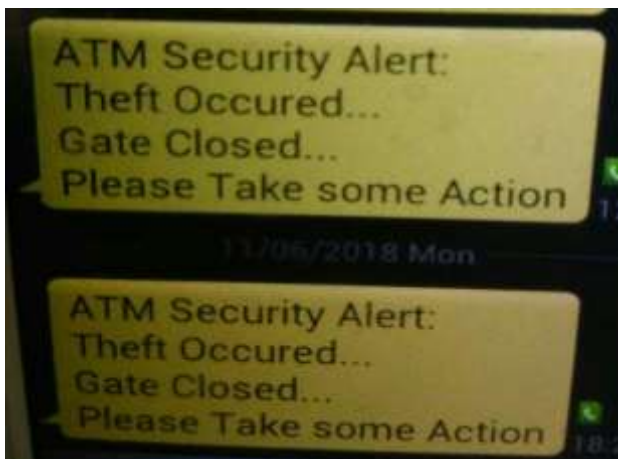 ATM Security Alert:
Theft Occured...
Gate Closed...
Please Take some Action
11/06/2018 Mon
ATM Security Alert:
Theft Occured...
Gate Closed...
Please Take some Action